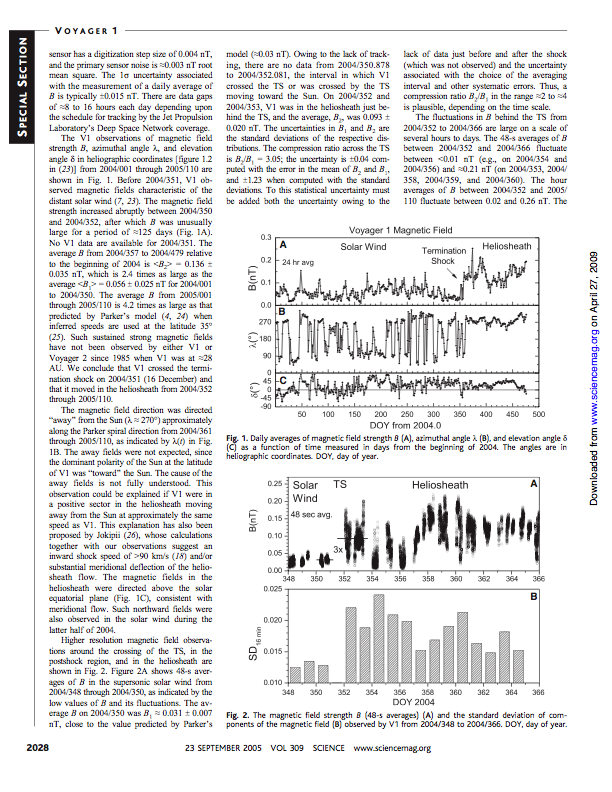 VOYAGER 1
SPECIAL SECTION
sensor has a digitization step size of 0.004 nT,
and the primary sensor noise is ≈0.003 nT root
mean square. The 1σ uncertainty associated
with the measurement of a daily average of
B is typically ±0.015 nT. There are data gaps
of ≈8 to 16 hours each day depending upon
the schedule for tracking by the Jet Propulsion
Laboratory's Deep Space Network coverage.
The V1 observations of magnetic field
strength B, azimuthal angle λ, and elevation
angle δ in heliographic coordinates [figure 1.2
in (23)] from 2004/001 through 2005/110 are
shown in Fig. 1. Before 2004/351, V1 ob-
served magnetic fields characteristic of the
distant solar wind (7, 23). The magnetic field
strength increased abruptly between 2004/350
and 2004/352, after which B was unusually
large for a period of ≈125 days (Fig. 1A).
No V1 data are available for 2004/351. The
average B from 2004/357 to 2004/479 relative
to the beginning of 2004 is <B₂> = 0.136 ±
0.035 nT, which is 2.4 times as large as the
average <B₁> = 0.056 ± 0.025 nT for 2004/001
to 2004/350. The average B from 2005/001
through 2005/110 is 4.2 times as large as that
predicted by Parker's model (4, 24) when
inferred speeds are used at the latitude 35°
(25). Such sustained strong magnetic fields
have not been observed by either V1 or
Voyager 2 since 1985 when V1 was at ≈28
AU. We conclude that V1 crossed the termi-
nation shock on 2004/351 (16 December) and
that it moved in the heliosheath from 2004/352
through 2005/110.
The magnetic field direction was directed
"away" from the Sun (λ ≈ 270°) approximately
along the Parker spiral direction from 2004/361
through 2005/110, as indicated by λ(t) in Fig.
1B. The away fields were not expected, since
the dominant polarity of the Sun at the latitude
of V1 was "toward" the Sun. The cause of the
away fields is not fully understood. This
observation could be explained if V1 were in
a positive sector in the heliosheath moving
away from the Sun at approximately the same
speed as V1. This explanation has also been
proposed by Jokipii (26), whose calculations
together with our observations suggest an
inward shock speed of >90 km/s (18) and/or
substantial meridional deflection of the helio-
sheath flow. The magnetic fields in the
heliosheath were directed above the solar
equatorial plane (Fig. 1C), consistent with
meridional flow. Such northward fields were
also observed in the solar wind during the
latter half of 2004.
Higher resolution magnetic field observa-
tions around the crossing of the TS, in the
postshock region, and in the heliosheath are
shown in Fig. 2. Figure 2A shows 48-s aver-
ages of B in the supersonic solar wind from
2004/348 through 2004/350, as indicated by the
low values of B and its fluctuations. The av-
erage B on 2004/350 was B₁ ≈ 0.031 ± 0.007
nT, close to the value predicted by Parker's
model (≈0.03 nT). Owing to the lack of track-
ing, there are no data from 2004/350.878
to 2004/352.081, the interval in which V1
crossed the TS or was crossed by the TS
moving toward the Sun. On 2004/352 and
2004/353, V1 was in the heliosheath just be-
hind the TS, and the average, B₂, was 0.093 ±
0.020 nT. The uncertainties in B₁ and B₂ are
the standard deviations of the respective dis-
tributions. The compression ratio across the TS
is B₂/B₁ = 3.05; the uncertainty is ±0.04 com-
puted with the error in the mean of B₂ and B₁,
and ±1.23 when computed with the standard
deviations. To this statistical uncertainty must
be added both the uncertainty owing to the
lack of data just before and after the shock
(which was not observed) and the uncertainty
associated with the choice of the averaging
interval and other systematic errors. Thus, a
compression ratio B₂/B₁ in the range ≈2 to ≈4
is plausible, depending on the time scale.
The fluctuations in B behind the TS from
2004/352 to 2004/366 are large on a scale of
several hours to days. The 48-s averages of B
between 2004/352 and 2004/366 fluctuate
between <0.01 nT (e.g., on 2004/354 and
2004/356) and ≈0.21 nT (on 2004/353, 2004/
358, 2004/359, and 2004/360). The hour
averages of B between 2004/352 and 2005/
110 fluctuate between 0.02 and 0.26 nT. The
Voyager 1 Magnetic Field
A
Solar Wind
Termination
Shock
Heliosheath
24 hr avg
B(nT)
0.3
0.2
0.1
0.0
B
λ(°)
270
180
90
0
C
δ(°)
45
0
-45
-90
50 100 150 200 250 300 350 400 450 500
DOY from 2004.0
Fig. 1. Daily averages of magnetic field strength B (A), azimuthal angle λ (B), and elevation angle δ
(C) as a function of time measured in days from the beginning of 2004. The angles are in
heliographic coordinates. DOY, day of year.
Solar
Wind
TS
Heliosheath
A
48 sec avg.
3x
B(nT)
0.25
0.20
0.15
0.10
0.05
0.00
348 350 352 354 356 358 360 362 364 366
B
SD16 min
0.025
0.020
0.015
0.010
348 350 352 354 356 358 360 362 364 366
DOY 2004
Fig. 2. The magnetic field strength B (48-s averages) (A) and the standard deviation of com-
ponents of the magnetic field (B) observed by V1 from 2004/348 to 2004/366. DOY, day of year.
2028
23 SEPTEMBER 2005 VOL 309 SCIENCE www.sciencemag.org
Downloaded from www.sciencemag.org on April 27, 2009